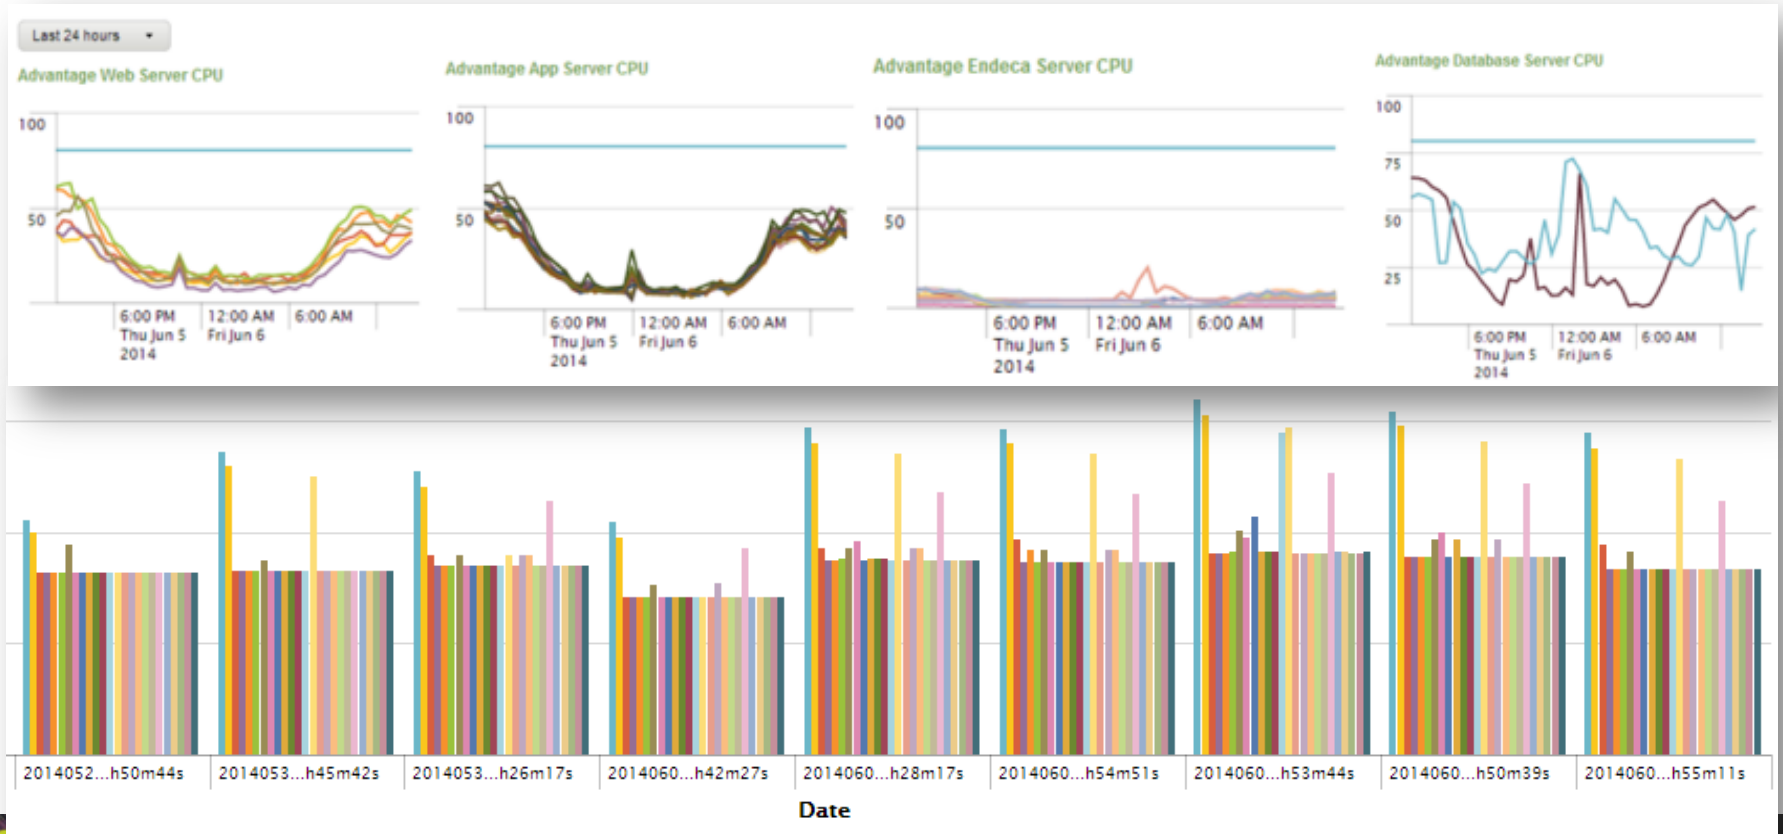 Last 24 hours
Advantage Web Server CPU
100
50
6:00 PM
Thu Jun 5
2014
12:00 AM
Fri Jun 6
6:00 AM
Advantage App Server CPU
100
50
6:00 PM
Thu Jun 5
2014
12:00 AM
Fri Jun 6
6:00 AM
Advantage Endeca Server CPU
100
50
6:00 PM
Thu Jun 5
2014
12:00 AM
Fri Jun 6
6:00 AM
Advantage Database Server CPU
100
75
50
25
6:00 PM
Thu Jun 5
2014
12:00 AM
Fri Jun 6
6:00 AM
2014052...h50m44s 2014053...h45m42s 2014053...h26m17s 2014060...h42m27s 2014060...h28m17s 2014060...h54m51s 2014060...h53m44s 2014060...h50m39s 2014060...h55m11s
Date